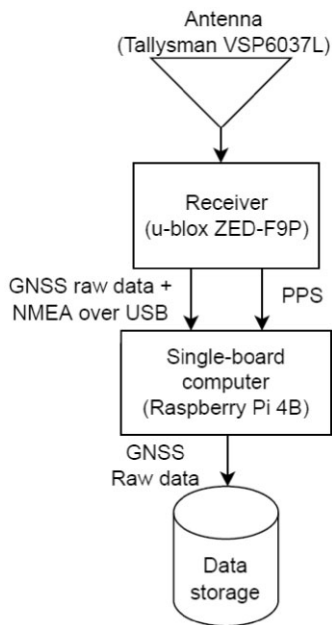 Antenna
(Tallysman VSP6037L)
Receiver
(u-blox ZED-F9P)
GNSS raw data +
NMEA over USB
PPS
Single-board
computer
(Raspberry Pi 4B)
GNSS
Raw data
Data
storage